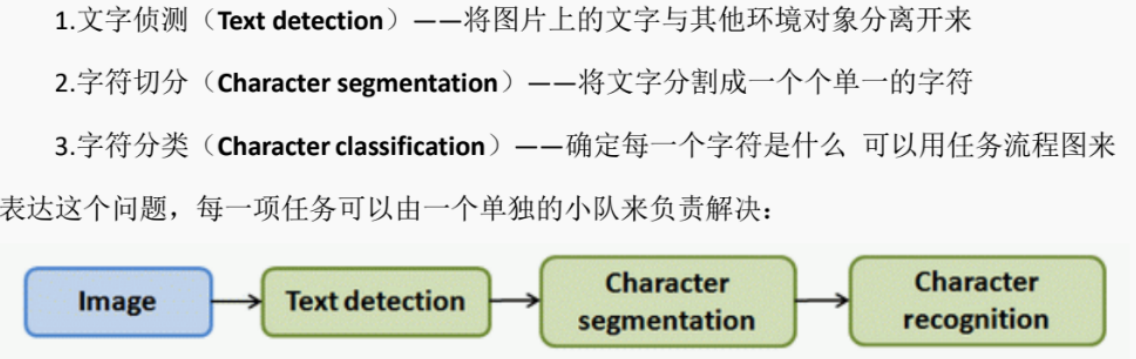 1.文字侦测（Text detection）——将图片上的文字与其他环境对象分离开来
2.字符切分（Character segmentation）——将文字分割成一个个单一的字符
3.字符分类（Character classification）——确定每一个字符是什么 可以用任务流程图来
表达这个问题，每一项任务可以由一个单独的小队来负责解决：
Image
Text detection
Character
segmentation
Character
recognition